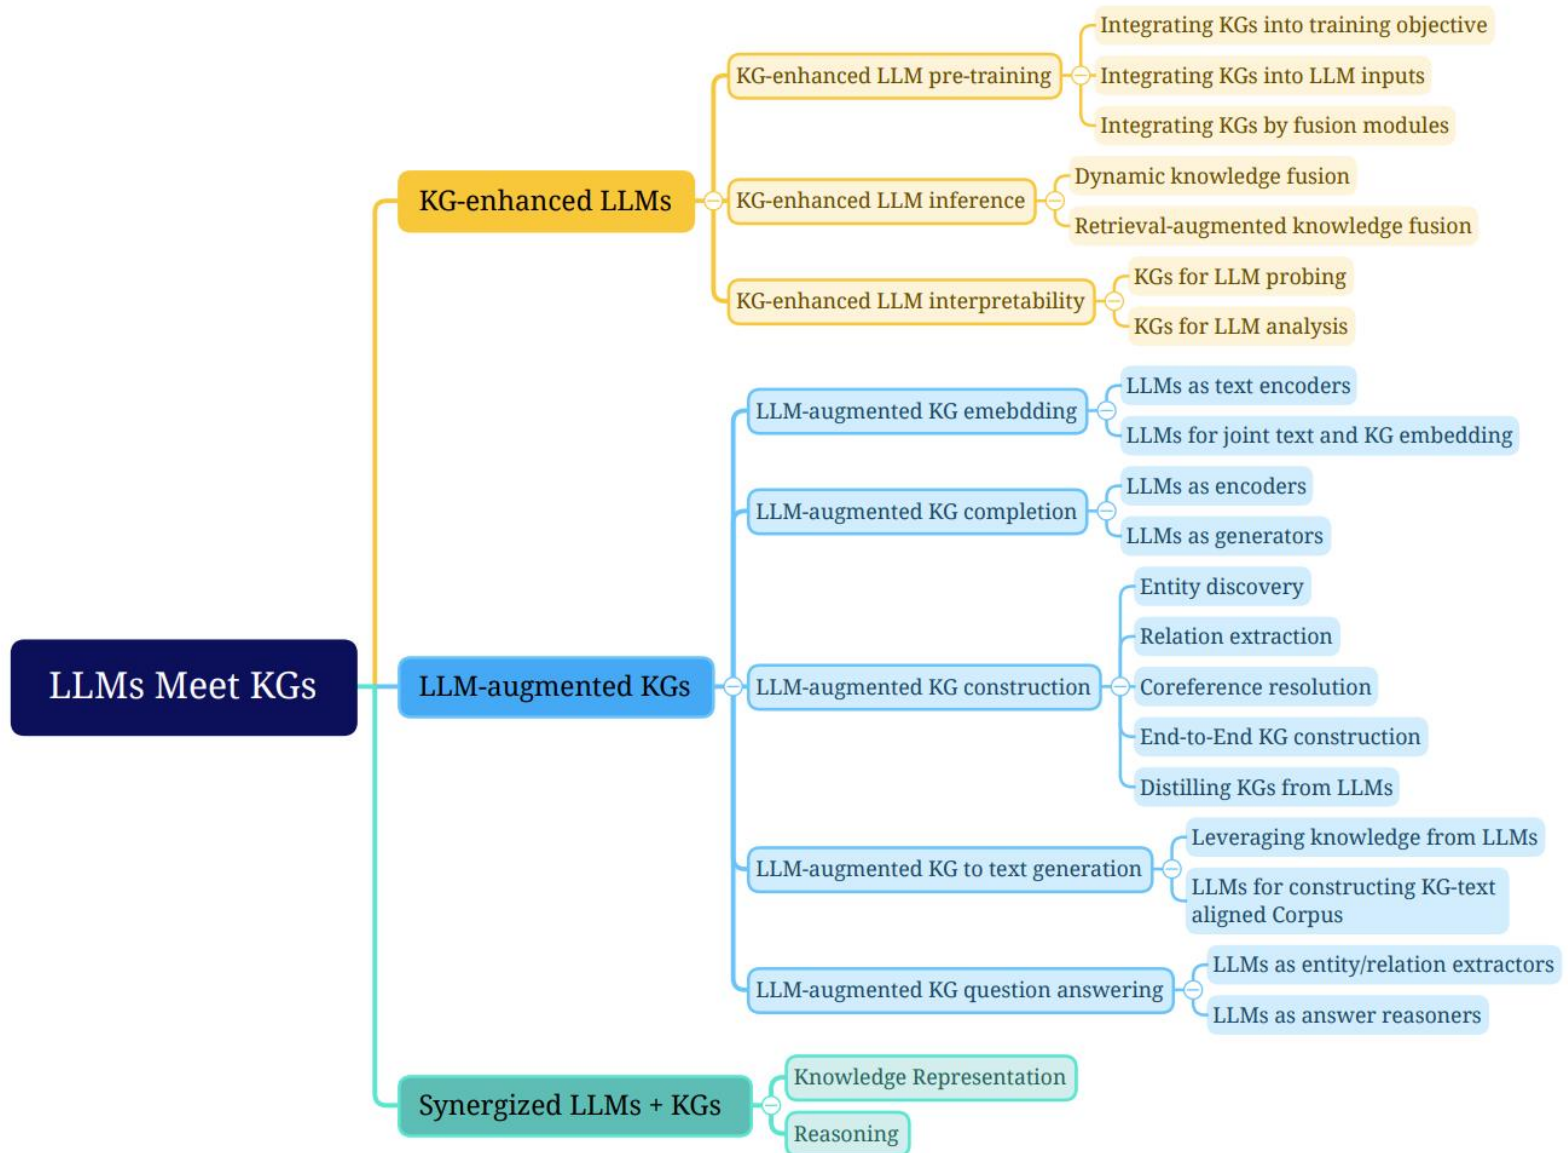 LLMs Meet KGs
KG-enhanced LLMs
KG-enhanced LLM pre-training
Integrating KGs into training objective
Integrating KGs into LLM inputs
Integrating KGs by fusion modules
KG-enhanced LLM inference
Dynamic knowledge fusion
Retrieval-augmented knowledge fusion
KG-enhanced LLM interpretability
KGs for LLM probing
KGs for LLM analysis
LLM-augmented KGs
LLM-augmented KG emebdding
LLMs as text encoders
LLMs for joint text and KG embedding
LLM-augmented KG completion
LLMs as encoders
LLMs as generators
LLM-augmented KG construction
Entity discovery
Relation extraction
Coreference resolution
End-to-End KG construction
Distilling KGs from LLMs
LLM-augmented KG to text generation
Leveraging knowledge from LLMs
LLMs for constructing KG-text
aligned Corpus
LLM-augmented KG question answering
LLMs as entity/relation extractors
LLMs as answer reasoners
Synergized LLMs + KGs
Knowledge Representation
Reasoning